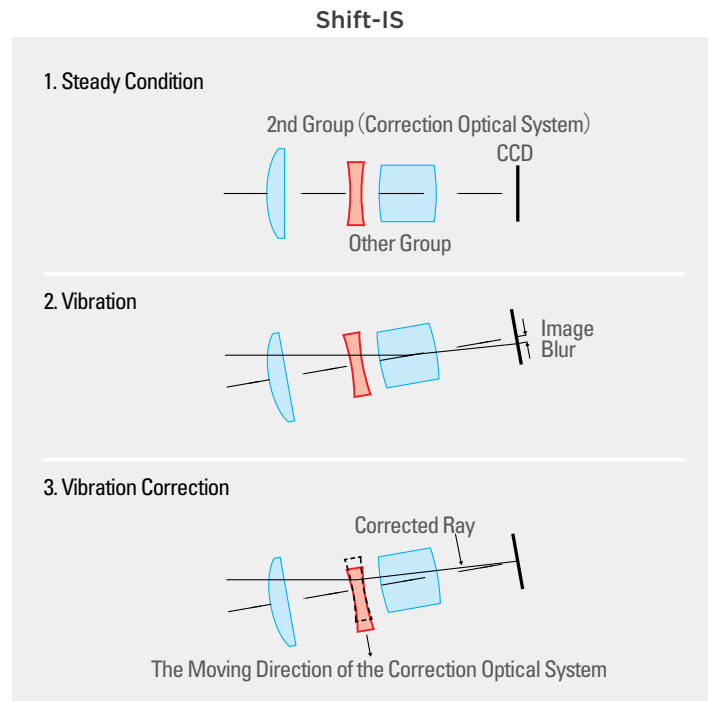 Shift-IS
1. Steady Condition
2nd Group (Correction Optical System)
CCD
Other Group
2. Vibration
Image
Blur
3. Vibration Correction
Corrected Ray
The Moving Direction of the Correction Optical System